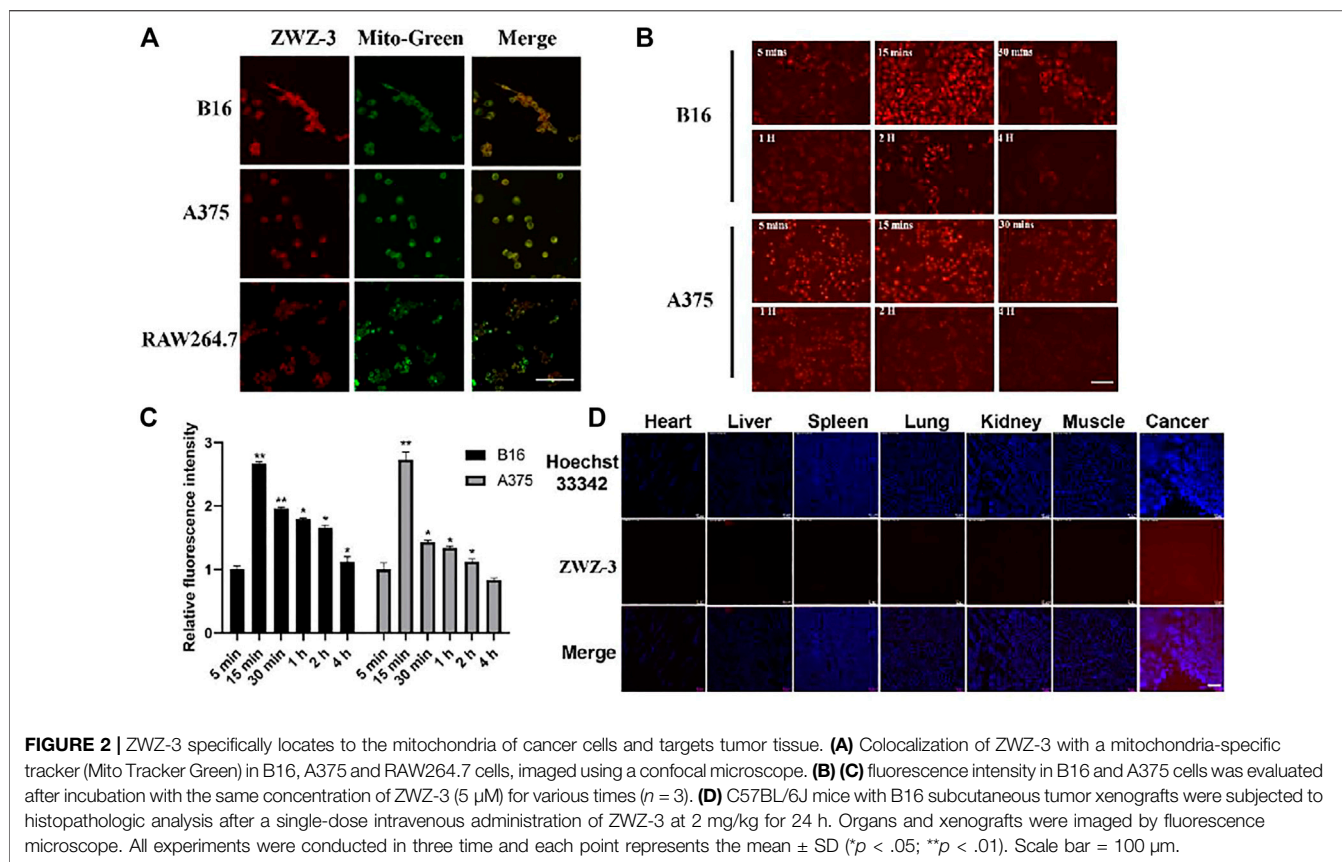 A
ZWZ-3 Mito-Green Merge
B16
A375
RAW264.7
B
5 mins 15 mins 30 mins
B16
1 H 2 H 4 H
5 mins 15 mins 30 mins
A375
1 H 2 H 4 H
C
Relative fluorescence intensity
3
2
1
0
B16
A375
** ** * * * ** * * *
5 min 15 min 30 min 1 h 2 h 4 h 5 min 15 min 30 min 1 h 2 h 4 h
D
Heart Liver Spleen Lung Kidney Muscle Cancer
Hoechst
33342
ZWZ-3
Merge
FIGURE 2 | ZWZ-3 specifically locates to the mitochondria of cancer cells and targets tumor tissue. (A) Colocalization of ZWZ-3 with a mitochondria-specific
tracker (Mito Tracker Green) in B16, A375 and RAW264.7 cells, imaged using a confocal microscope. (B) (C) fluorescence intensity in B16 and A375 cells was evaluated
after incubation with the same concentration of ZWZ-3 (5 μM) for various times (n = 3). (D) C57BL/6J mice with B16 subcutaneous tumor xenografts were subjected to
histopathologic analysis after a single-dose intravenous administration of ZWZ-3 at 2 mg/kg for 24 h. Organs and xenografts were imaged by fluorescence
microscope. All experiments were conducted in three time and each point represents the mean ± SD (*p < .05; **p < .01). Scale bar = 100 μm.